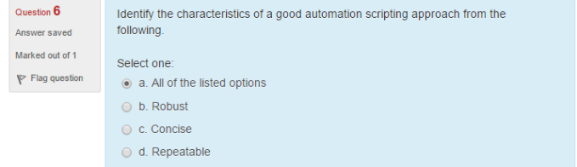 Question 6
Answer saved
Marked out of 1
Flag question
Identify the characteristics of a good automation scripting approach from the
following.
Select one:
a. All of the listed options
b. Robust
c. Concise
d. Repeatable